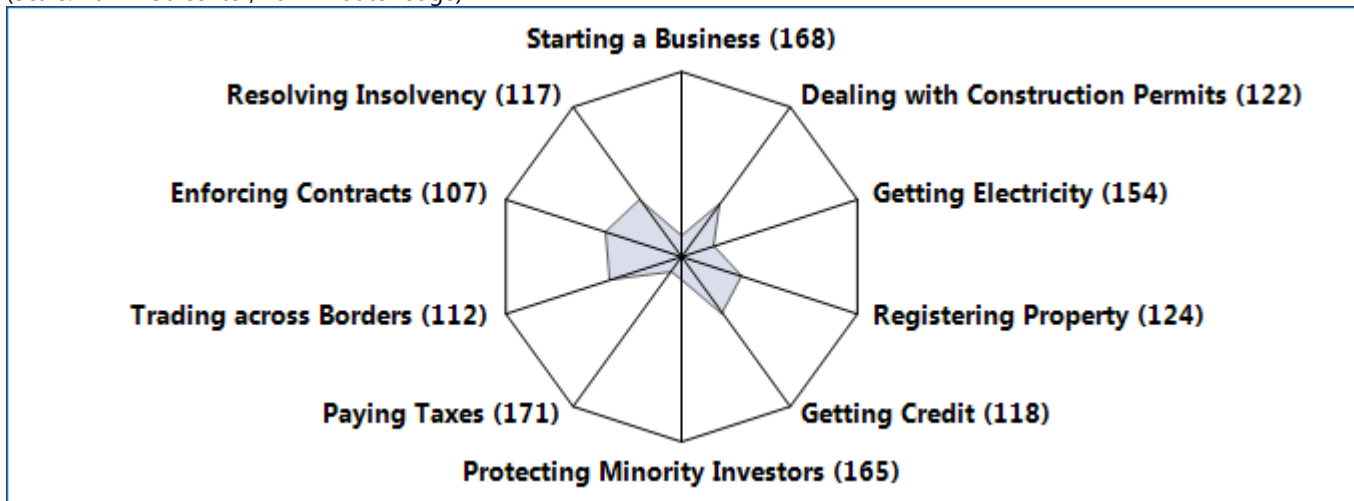 Starting a Business (168)
Resolving Insolvency (117)
Dealing with Construction Permits (122)
Enforcing Contracts (107)
Getting Electricity (154)
Trading across Borders (112)
Registering Property (124)
Paying Taxes (171)
Getting Credit (118)
Protecting Minority Investors (165)